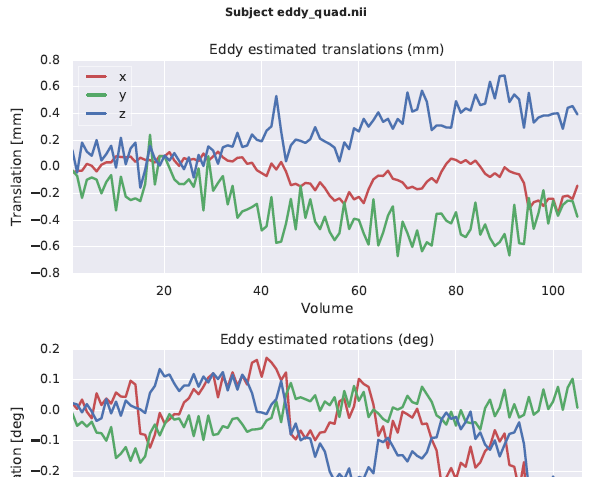 Subject eddy_quad.nii
Eddy estimated translations (mm)
0.8
0.6
0.4
0.2
0.0
−0.2
−0.4
−0.6
−0.8
Translation [mm]
x
y
z
20
40
60
80
100
Volume
Eddy estimated rotations (deg)
0.2
0.1
0.0
−0.1
−0.2
ation [deg]